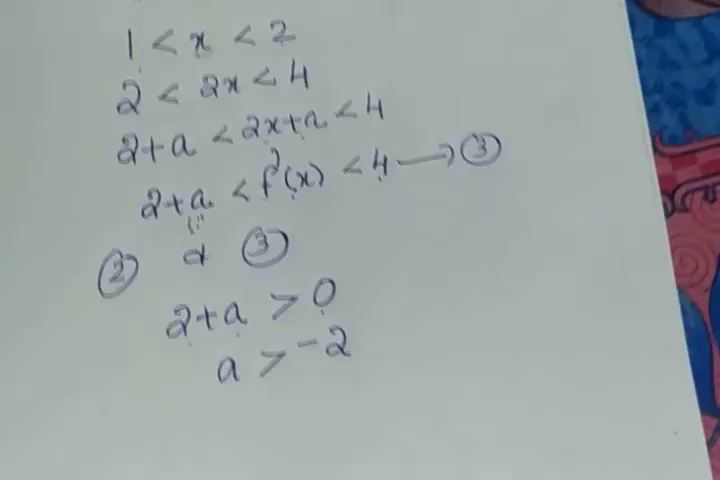 1 < x < 2
2 < 2x < 4
2+a < 2x+a < 4
2+a < f'(x) < 4 → ③
② & ③
2+a > 0
a > -2